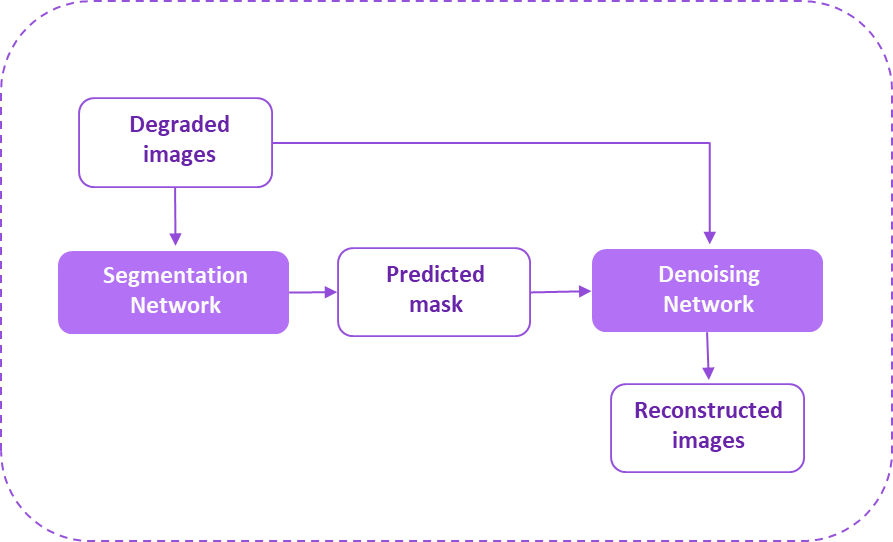 Degraded
images
Segmentation
Network
Predicted
mask
Denoising
Network
Reconstructed
images